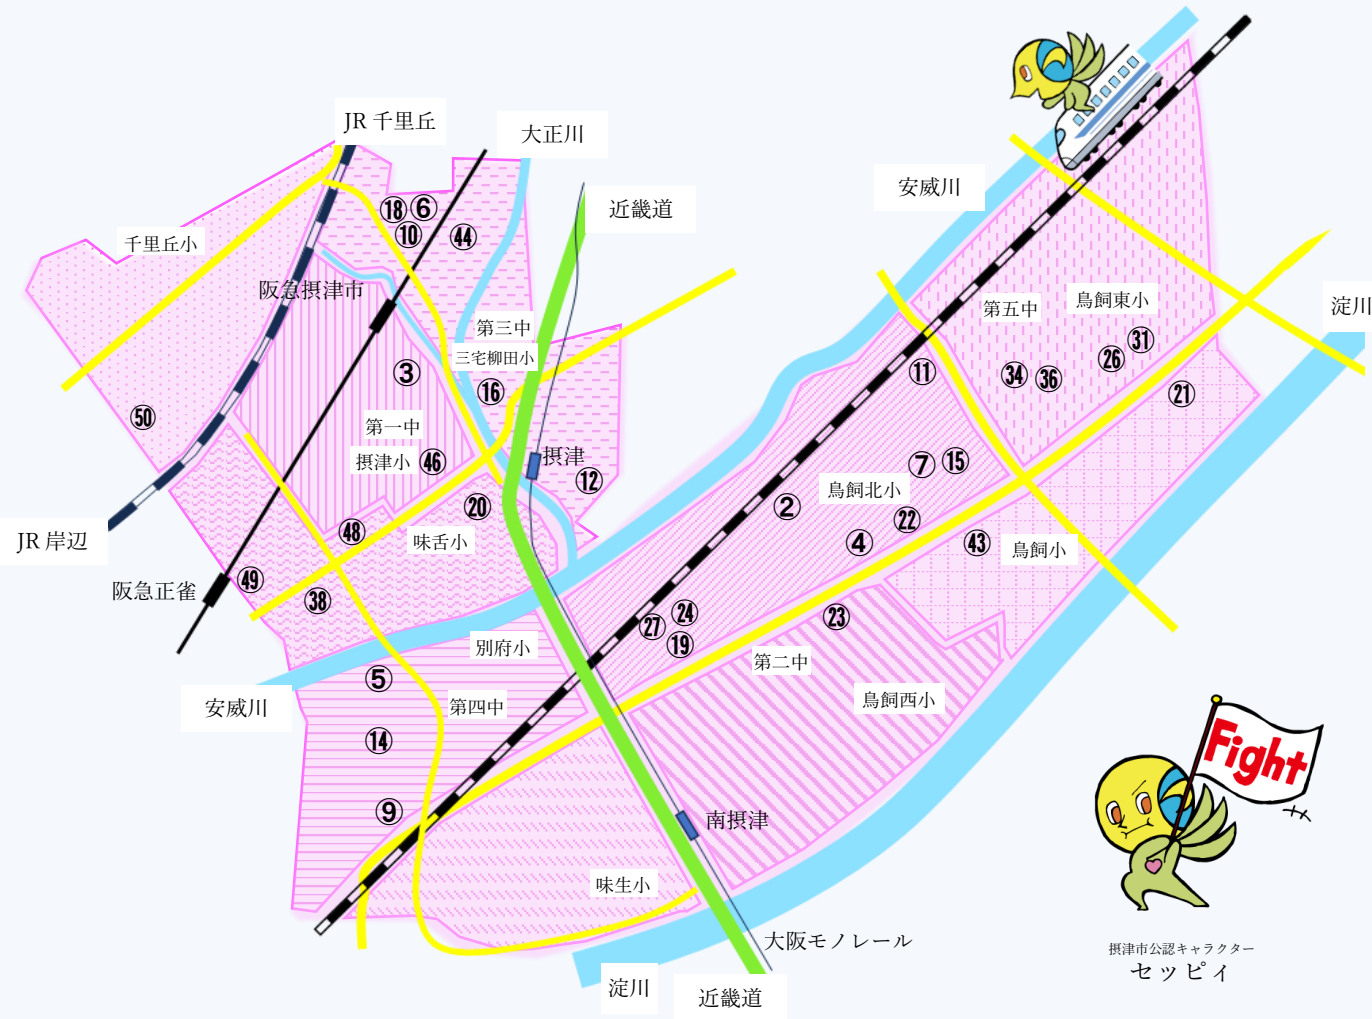 JR 千里丘
大正川
近畿道
安威川
千里丘小
⑱
⑥
⑩
㊹
阪急摂津市
第三中
三宅柳田小
第五中
鳥飼東小
淀川
③
⑯
⑪
㉞
㊱
㉖
㉛
㉑
㊿
第一中
摂津小
㊻
摂津
⑫
⑦
⑮
②
鳥飼北小
⑳
㉒
㊽
味舌小
④
㊸
鳥飼小
JR 岸辺
阪急正雀
㊾
㊳
㉗
㉔
⑲
㉓
別府小
第二中
⑤
安威川
第四中
鳥飼西小
⑭
⑨
南摂津
Fight
味生小
大阪モノレール
淀川
近畿道
摂津市公認キャラクター
セッピィ